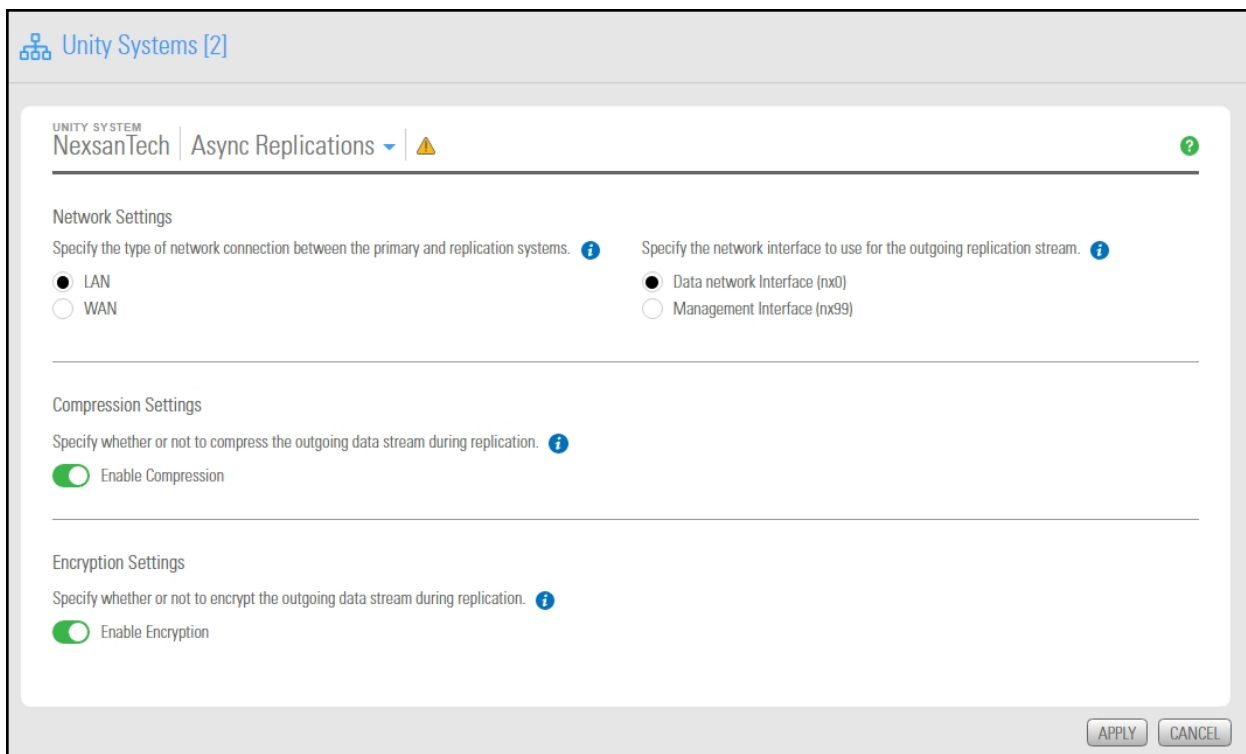 Unity Systems [2]
UNITY SYSTEM
NexsanTech Async Replications
?
Network Settings
Specify the type of network connection between the primary and replication systems. i
LAN
WAN
Specify the network interface to use for the outgoing replication stream. i
Data network Interface (nx0)
Management Interface (nx99)
Compression Settings
Specify whether or not to compress the outgoing data stream during replication. i
Enable Compression
Encryption Settings
Specify whether or not to encrypt the outgoing data stream during replication. i
Enable Encryption
APPLY CANCEL